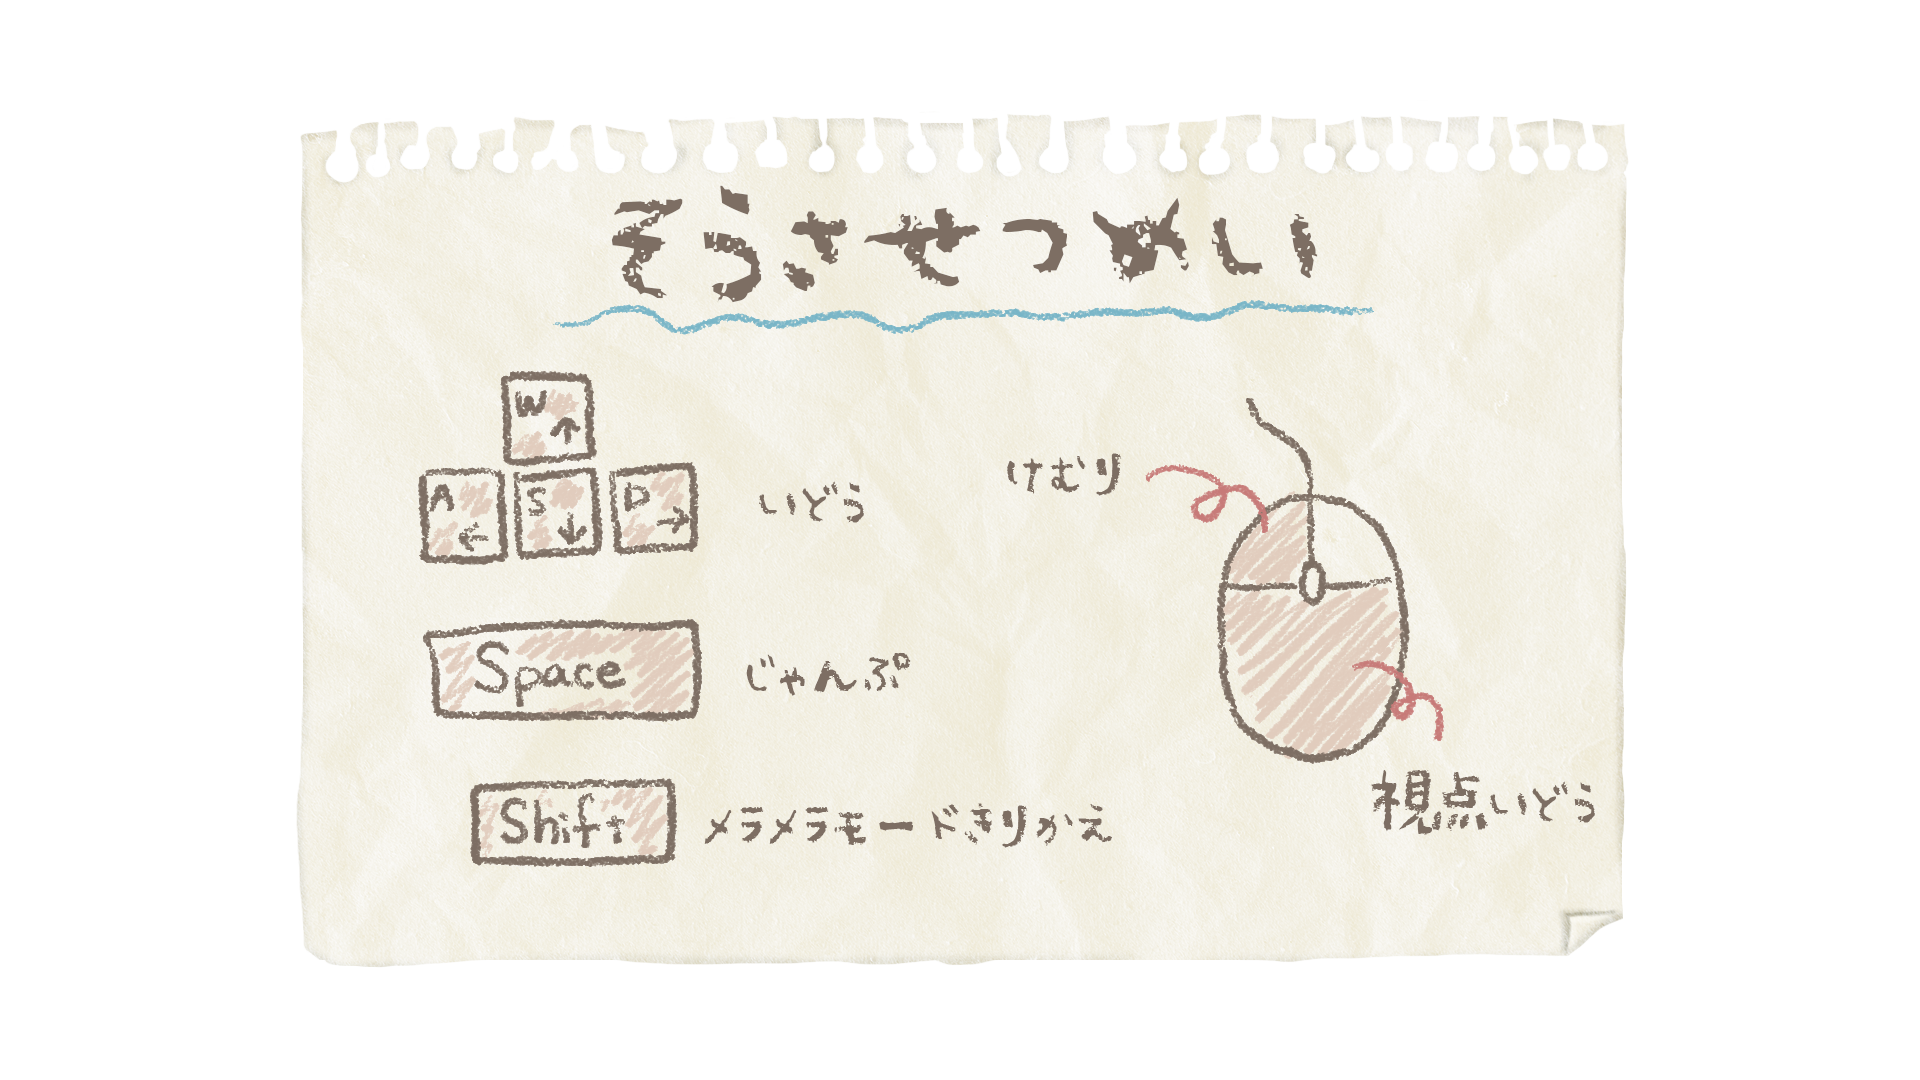 そうさせつめい
W↑
A← S↓ D→
いどう
Space
じゃんぷ
Shift
メラメラモードきりかえ
けむり
視点いどう